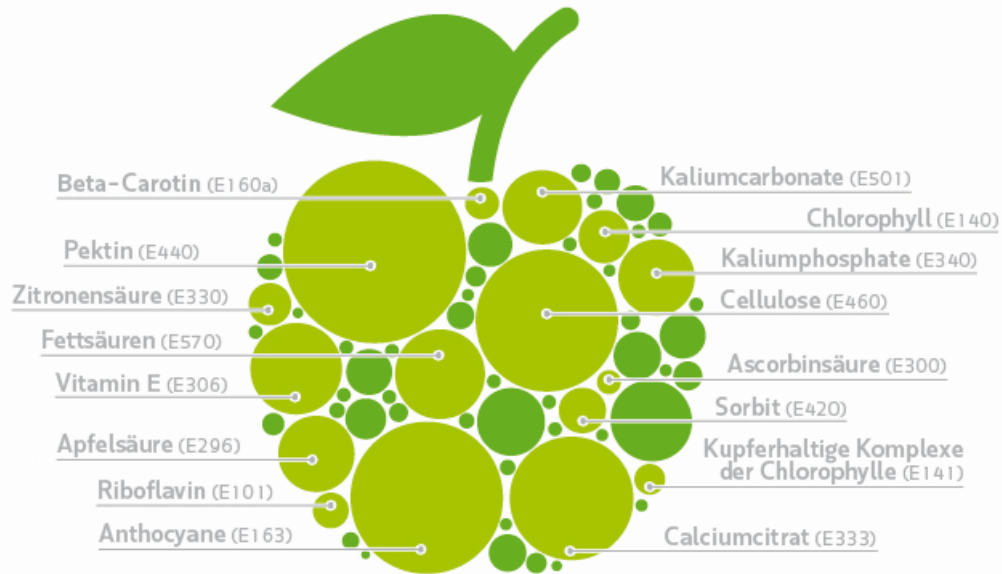 Beta-Carotin (E160a)
Pektin (E440)
Zitronensäure (E330)
Fettsäuren (E570)
Vitamin E (E306)
Apfelsäure (E296)
Riboflavin (E101)
Anthocyane (E163)
Kaliumcarbonate (E501)
Chlorophyll (E140)
Kaliumphosphate (E340)
Cellulose (E460)
Ascorbinsäure (E300)
Sorbit (E420)
Kupferhaltige Komplexe
der Chlorophylle (E141)
Calciumcitrat (E333)